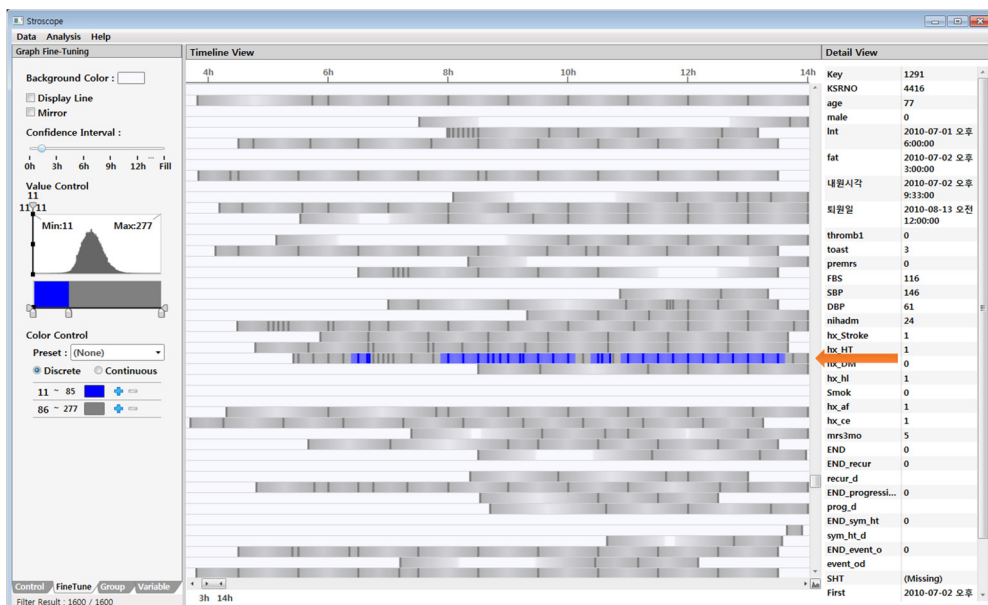 Stroscope
Data Analysis Help
Graph Fine-Tuning
Background Color :
Display Line
Mirror
Confidence Interval :
0h 3h 6h 9h 12h Fill
Value Control
11
11 11
Min:11 Max:277
Color Control
Preset : (None)
Discrete Continuous
11 ~ 85
86 ~ 277
Control FineTune Group Variable
Filter Result : 1600 / 1600
Timeline View
4h 6h 8h 10h 12h 14h
3h 14h
Detail View
Key 1291
KSRNO 4416
age 77
male 0
Int 2010-07-01 오후
6:00:00
fat 2010-07-02 오후
3:00:00
내원시각 2010-07-02 오후
9:33:00
퇴원일 2010-08-13 오전
12:00:00
thromb1 0
toast 3
premrs 0
FBS 116
SBP 146
DBP 61
nihadm 24
hx_Stroke 1
hx_HT 1
hx_DM 0
hx_hl 1
Smok 0
hx_af 1
hx_ce 1
mrs3mo 5
END 0
END_recur 0
recur_d
END_progressi... 0
prog_d
END_sym_ht 0
sym_ht_d
END_event_o 0
event_od
SHT (Missing)
First 2010-07-02 오후